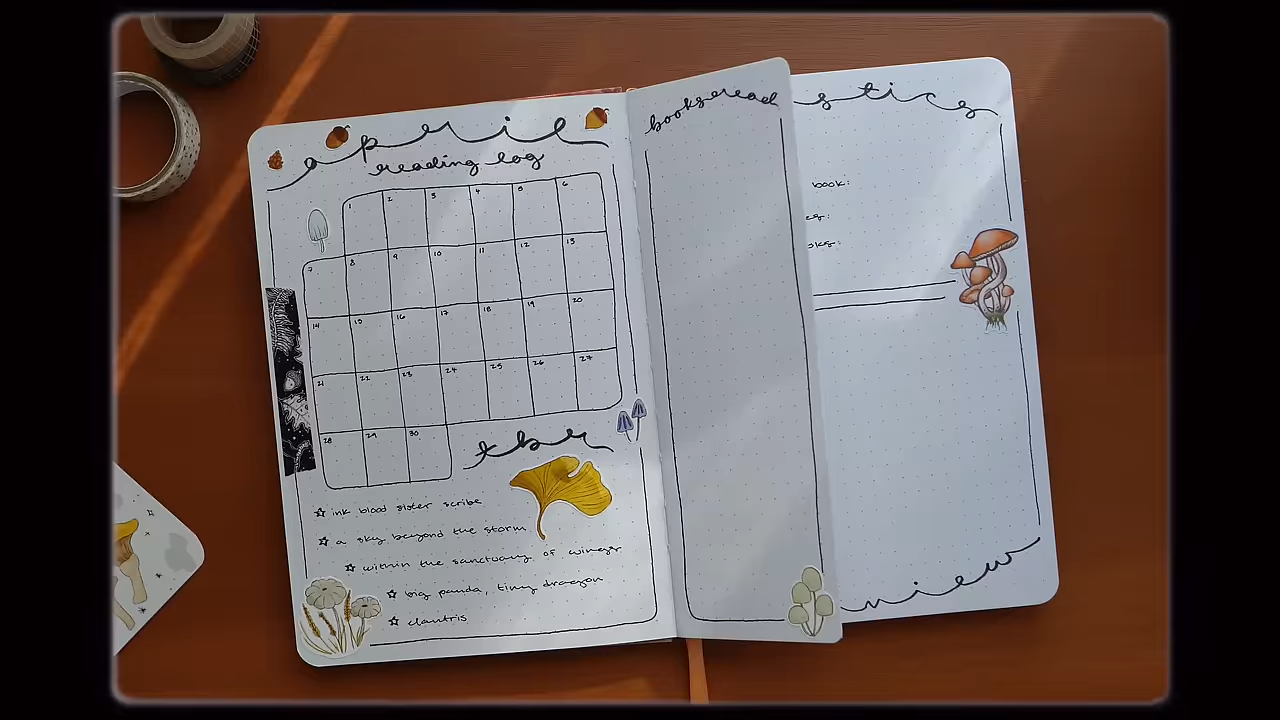 april
reading log
1 2 3 4 5 6
7 8 9 10 11 12 13
14 15 16 17 18 19 20
21 22 23 24 25 26 27
28 29 30
tbr
☆ ink blood sister scribe
☆ a sky beyond the storm
☆ within the sanctuary of wings
☆ big panda, tiny dragon
☆ elantris
books read
stics
book: